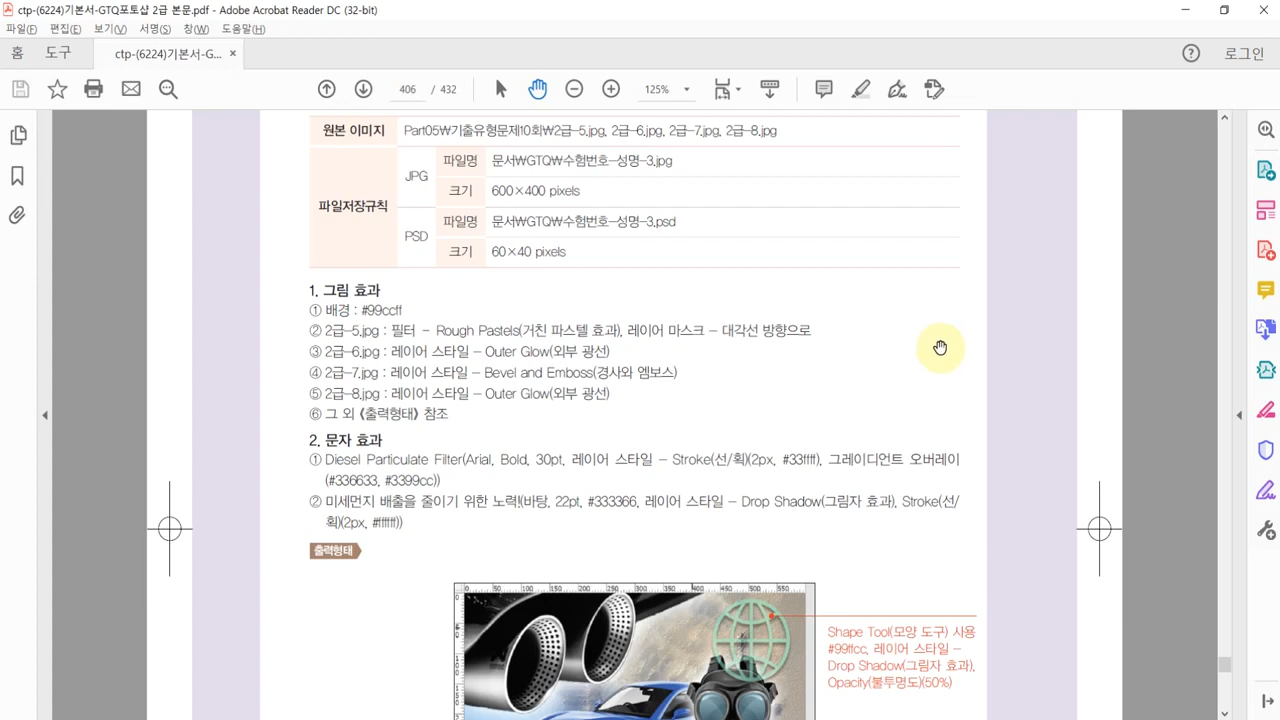 ctp-(6224)기본서-GTQ포토샵 2급 본문.pdf - Adobe Acrobat Reader DC (32-bit)
파일(F) 편집(E) 보기(V) 서명(S) 창(W) 도움말(H)
홈 도구 ctp-(6224)기본서-G... × 로그인
406 / 432 125%
원본 이미지 Part05₩기출유형문제10회₩2급-5.jpg, 2급-6.jpg, 2급-7.jpg, 2급-8.jpg
파일저장규칙
JPG 파일명 문서₩GTQ₩수험번호-성명-3.jpg
크기 600×400 pixels
PSD 파일명 문서₩GTQ₩수험번호-성명-3.psd
크기 60×40 pixels
1. 그림 효과
① 배경 : #99ccff
② 2급-5.jpg : 필터 - Rough Pastels(거친 파스텔 효과), 레이어 마스크 - 대각선 방향으로
③ 2급-6.jpg : 레이어 스타일 - Outer Glow(외부 광선)
④ 2급-7.jpg : 레이어 스타일 - Bevel and Emboss(경사와 엠보스)
⑤ 2급-8.jpg : 레이어 스타일 - Outer Glow(외부 광선)
⑥ 그 외 《출력형태》 참조
2. 문자 효과
① Diesel Particulate Filter(Arial, Bold, 30pt, 레이어 스타일 - Stroke(선/획)(2px, #33ffff), 그레이디언트 오버레이
(#336633, #3399cc))
② 미세먼지 배출을 줄이기 위한 노력!(바탕, 22pt, #333366, 레이어 스타일 - Drop Shadow(그림자 효과), Stroke(선/
획)(2px, #ffffff))
출력형태
0 50 100 150 200 250 300 350 400 450 500 550
Shape Tool(모양 도구) 사용
#99ffcc, 레이어 스타일 -
Drop Shadow(그림자 효과),
Opacity(불투명도)(50%)